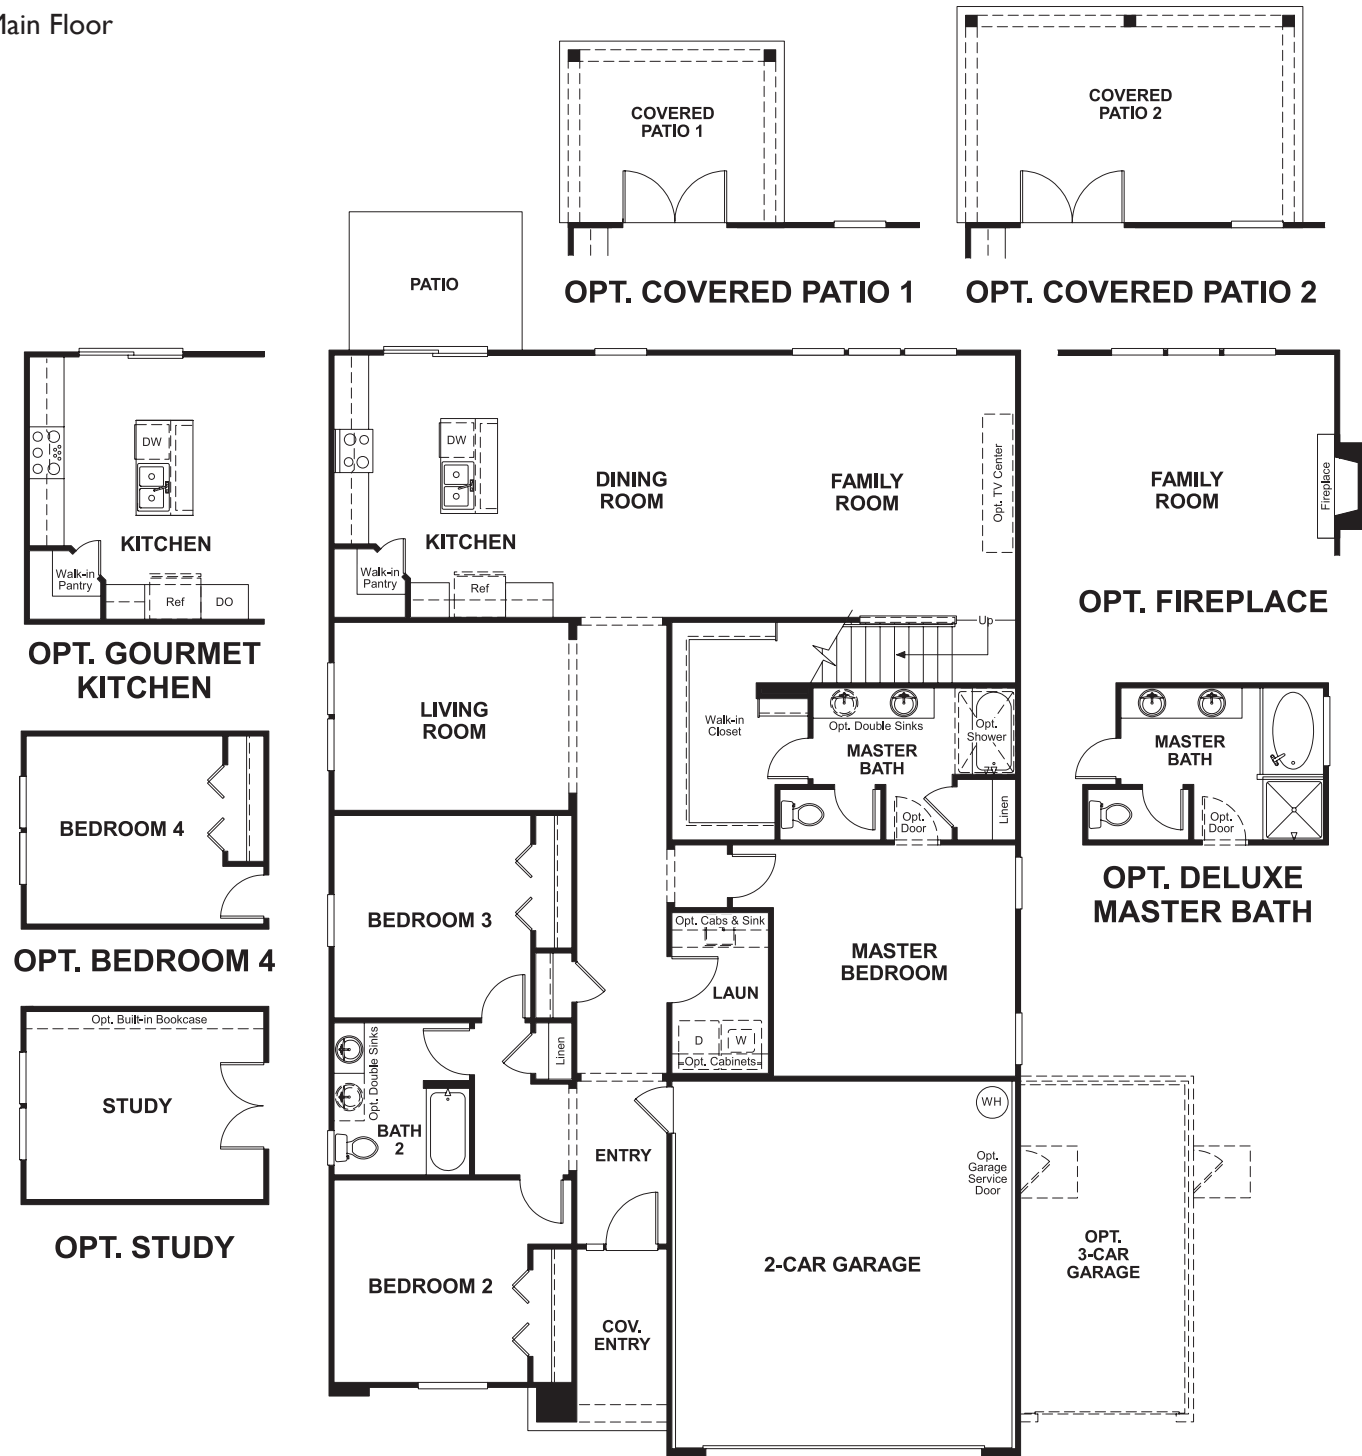 Main Floor
COVERED
PATIO 1
OPT. COVERED PATIO 1
COVERED
PATIO 2
OPT. COVERED PATIO 2
PATIO
DW
KITCHEN
Walk-in
Pantry
Ref
DO
OPT. GOURMET
KITCHEN
DW
KITCHEN
Walk-in
Pantry
Ref
DINING
ROOM
FAMILY
ROOM
Opt. TV Center
Up
FAMILY
ROOM
Fireplace
OPT. FIREPLACE
LIVING
ROOM
Walk-in
Closet
Opt. Double Sinks
MASTER
BATH
Opt.
Shower
Opt.
Door
Linen
MASTER
BATH
Opt.
Door
OPT. DELUXE
MASTER BATH
BEDROOM 4
OPT. BEDROOM 4
BEDROOM 3
Opt. Cabs & Sink
LAUN
D
W
Opt. Cabinets
MASTER
BEDROOM
Opt. Built-in Bookcase
STUDY
OPT. STUDY
Opt. Double Sinks
BATH
2
Linen
ENTRY
WH
Opt.
Garage
Service
Door
2-CAR GARAGE
OPT.
3-CAR
GARAGE
BEDROOM 2
COV.
ENTRY